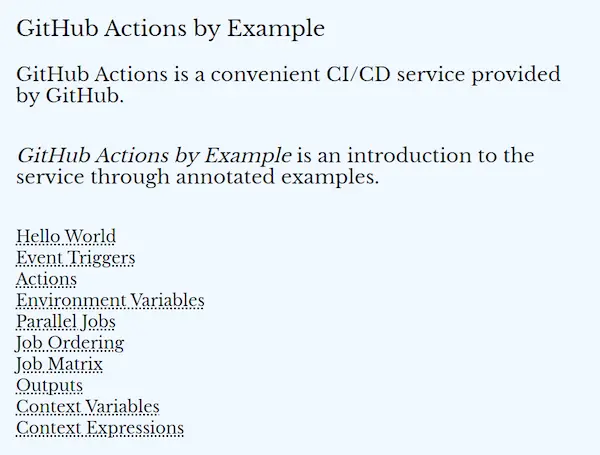 GitHub Actions by Example
GitHub Actions is a convenient CI/CD service provided
by GitHub.
GitHub Actions by Example is an introduction to the
service through annotated examples.
Hello World
Event Triggers
Actions
Environment Variables
Parallel Jobs
Job Ordering
Job Matrix
Outputs
Context Variables
Context Expressions